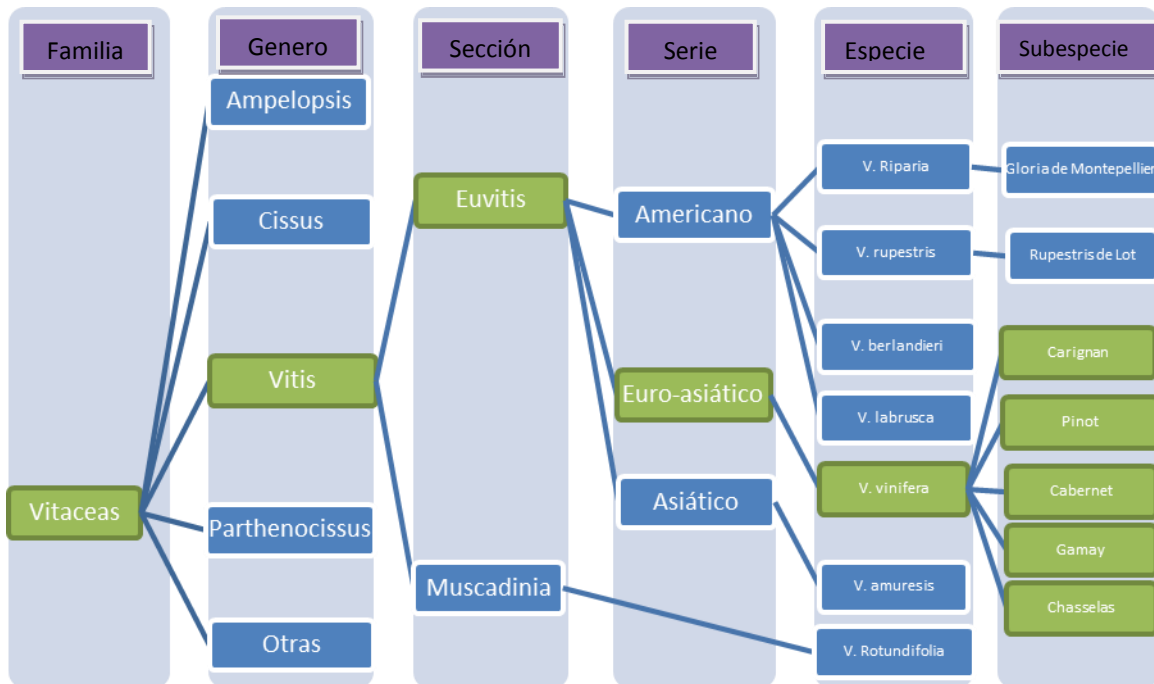 Familia
Genero
Sección
Serie
Especie
Subespecie
Ampelopsis
Cissus
Vitis
Parthenocissus
Otras
Vitaceas
Euvitis
Muscadinia
Americano
Euro-asiático
Asiático
V. Riparia
V. rupestris
V. berlandieri
V. labrusca
V. vinifera
V. amuresis
V. Rotundifolia
Gloria de Montepellier
Rupestris de Lot
Carignan
Pinot
Cabernet
Gamay
Chasselas